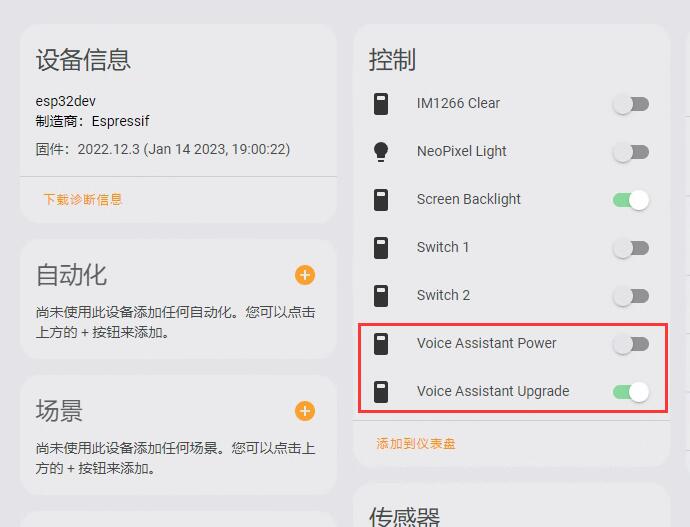 设备信息
esp32dev
制造商：Espressif
固件：2022.12.3 (Jan 14 2023, 19:00:22)
下载诊断信息
自动化
尚未使用此设备添加任何自动化。您可以点击
上方的 + 按钮来添加。
场景
尚未使用此设备添加任何场景。您可以点击上
方的 + 按钮来添加。
控制
IM1266 Clear
NeoPixel Light
Screen Backlight
Switch 1
Switch 2
Voice Assistant Power
Voice Assistant Upgrade
添加到仪表盘
传感器